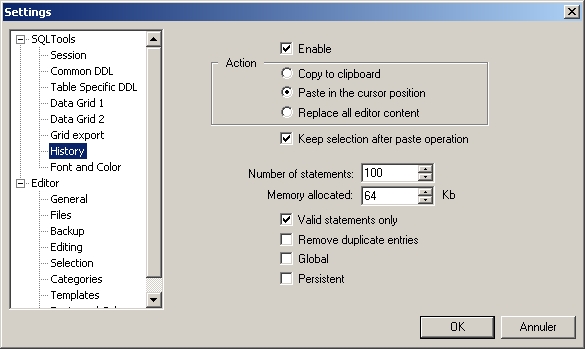 Settings
SQLTools
Session
Common DDL
Table Specific DDL
Data Grid 1
Data Grid 2
Grid export
History
Font and Color
Editor
General
Files
Backup
Editing
Selection
Categories
Templates
Enable
Action
Copy to clipboard
Paste in the cursor position
Replace all editor content
Keep selection after paste operation
Number of statements: 100
Memory allocated: 64 Kb
Valid statements only
Remove duplicate entries
Global
Persistent
OK
Annuler